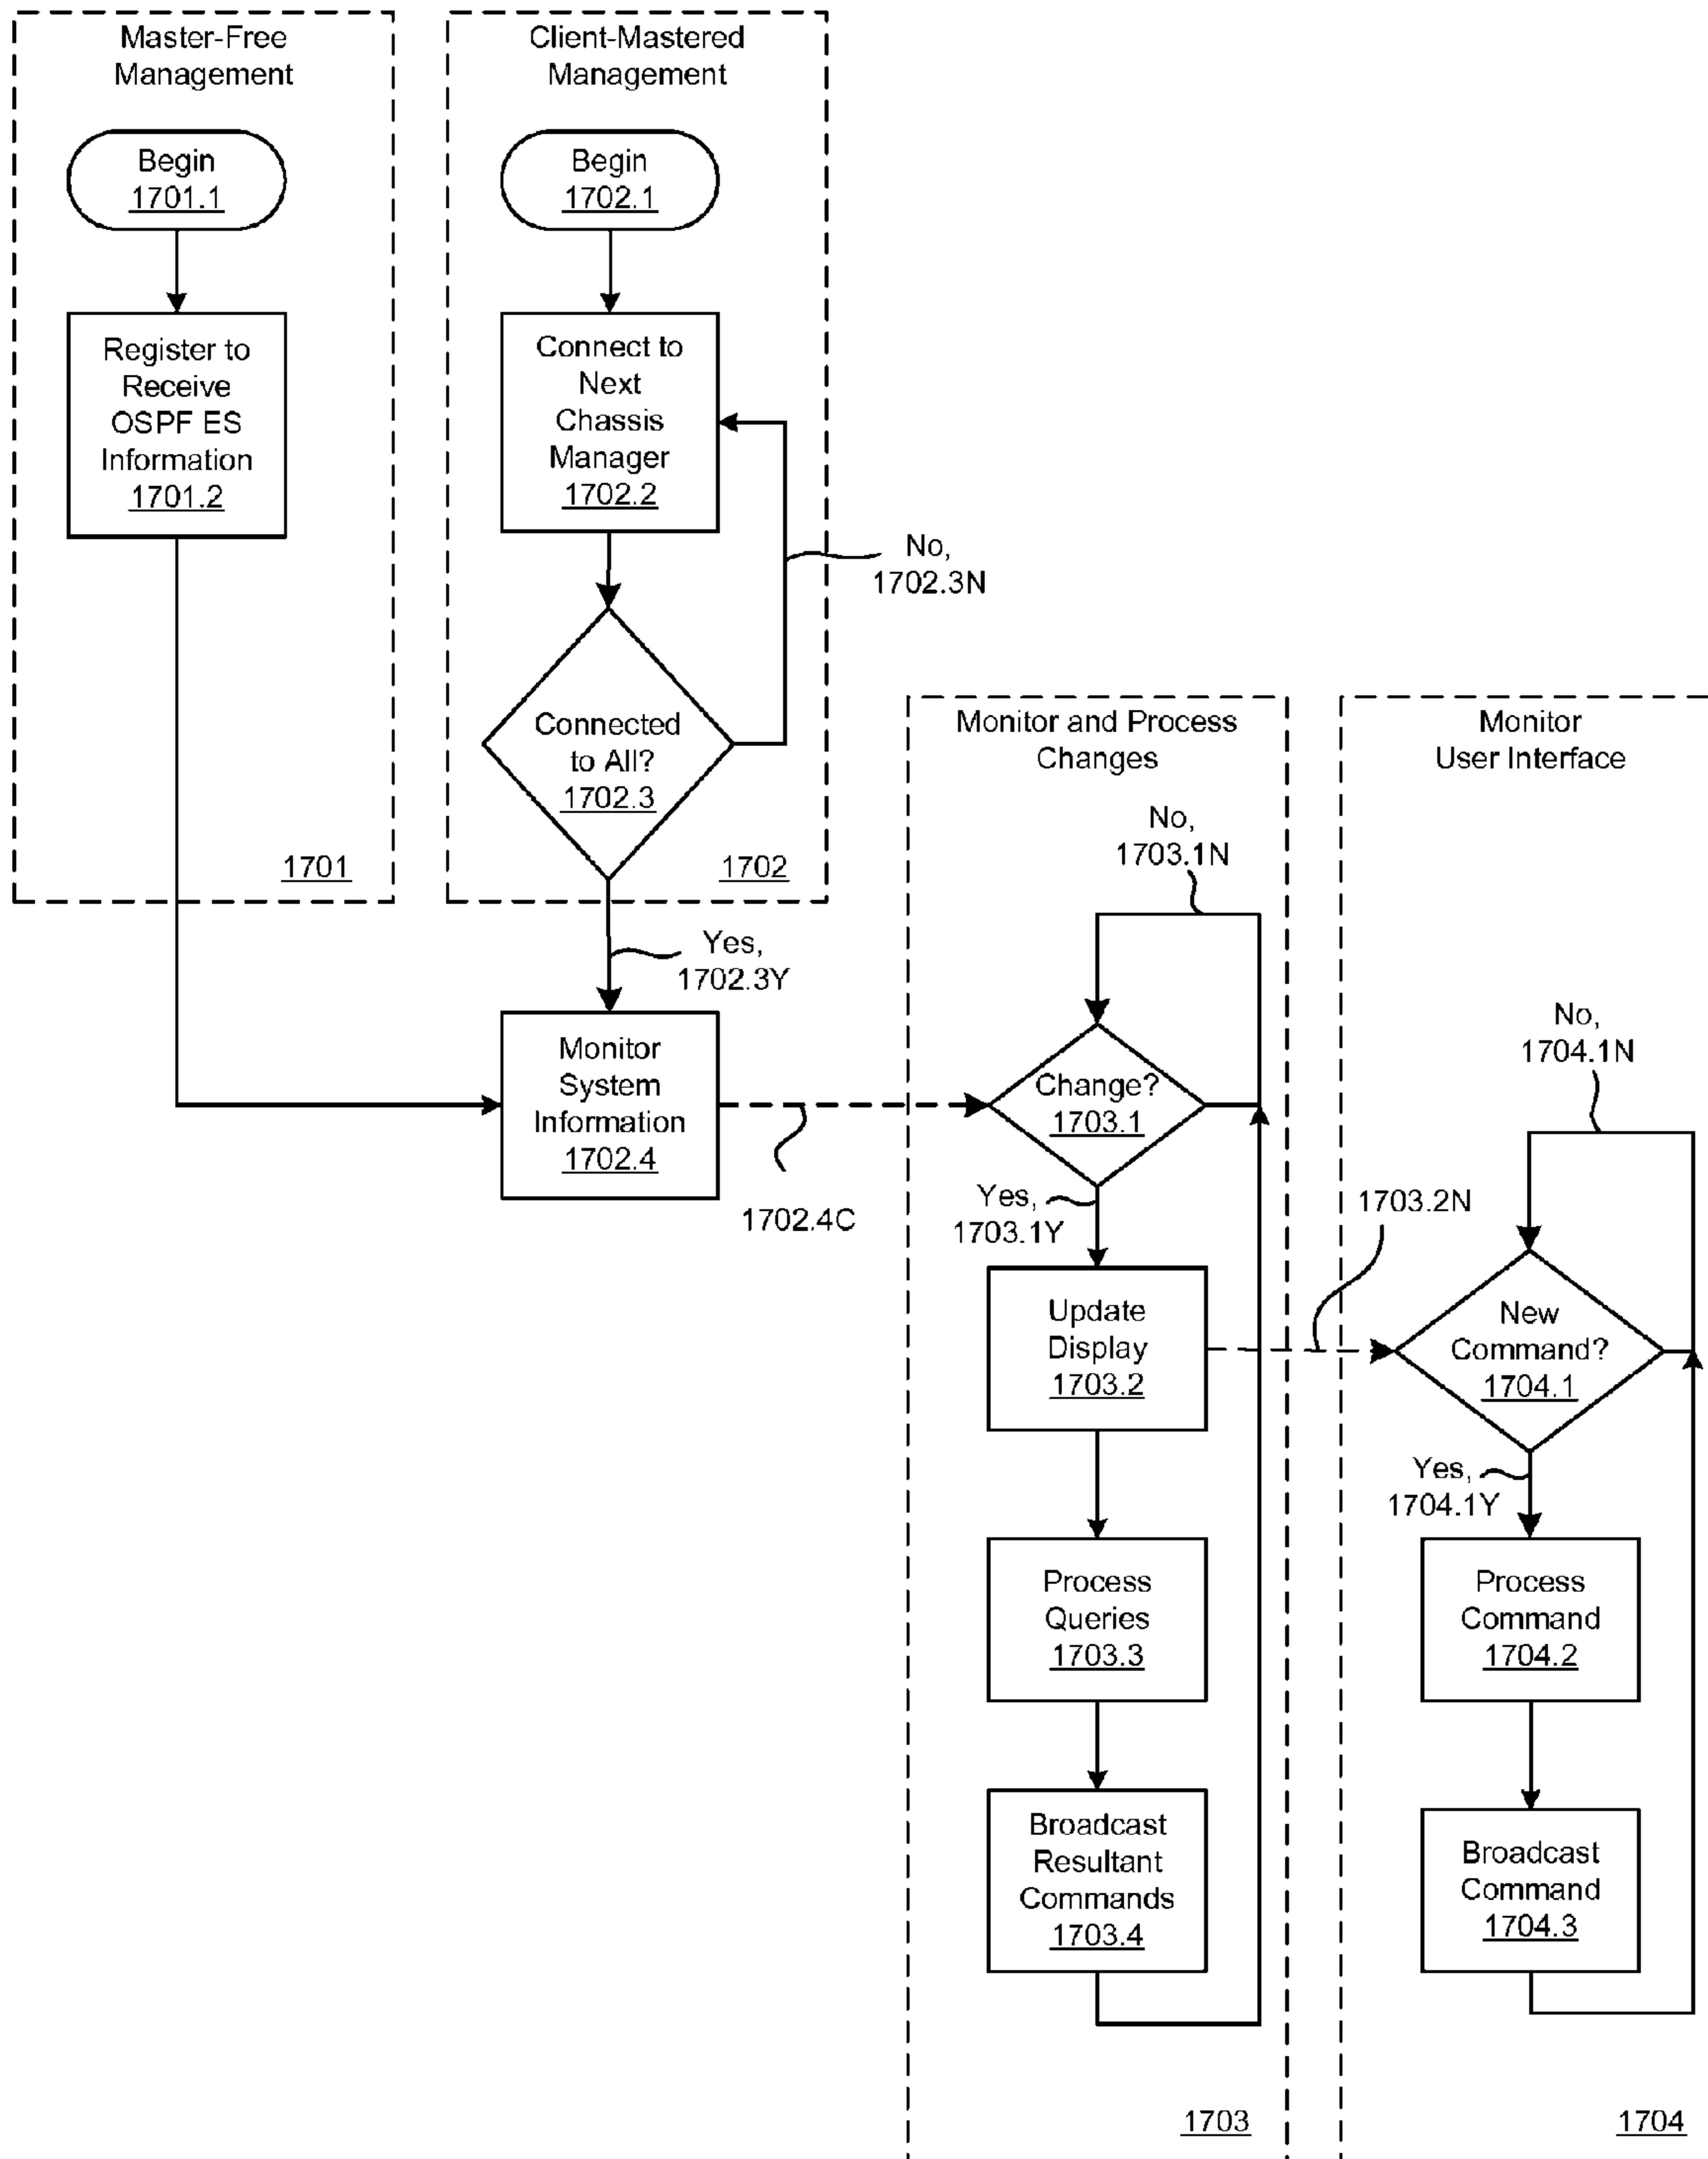 Master-Free
Management
Begin
1701.1
Register to
Receive
OSPF ES
Information
1701.2
1701
Client-Mastered
Management
Begin
1702.1
Connect to
Next
Chassis
Manager
1702.2
No,
1702.3N
Connected
to All?
1702.3
1702
Yes,
1702.3Y
Monitor
System
Information
1702.4
1702.4C
Monitor and Process
Changes
No,
1703.1N
Change?
1703.1
Yes,
1703.1Y
Update
Display
1703.2
1703.2N
Process
Queries
1703.3
Broadcast
Resultant
Commands
1703.4
1703
Monitor
User Interface
No,
1704.1N
New
Command?
1704.1
Yes,
1704.1Y
Process
Command
1704.2
Broadcast
Command
1704.3
1704